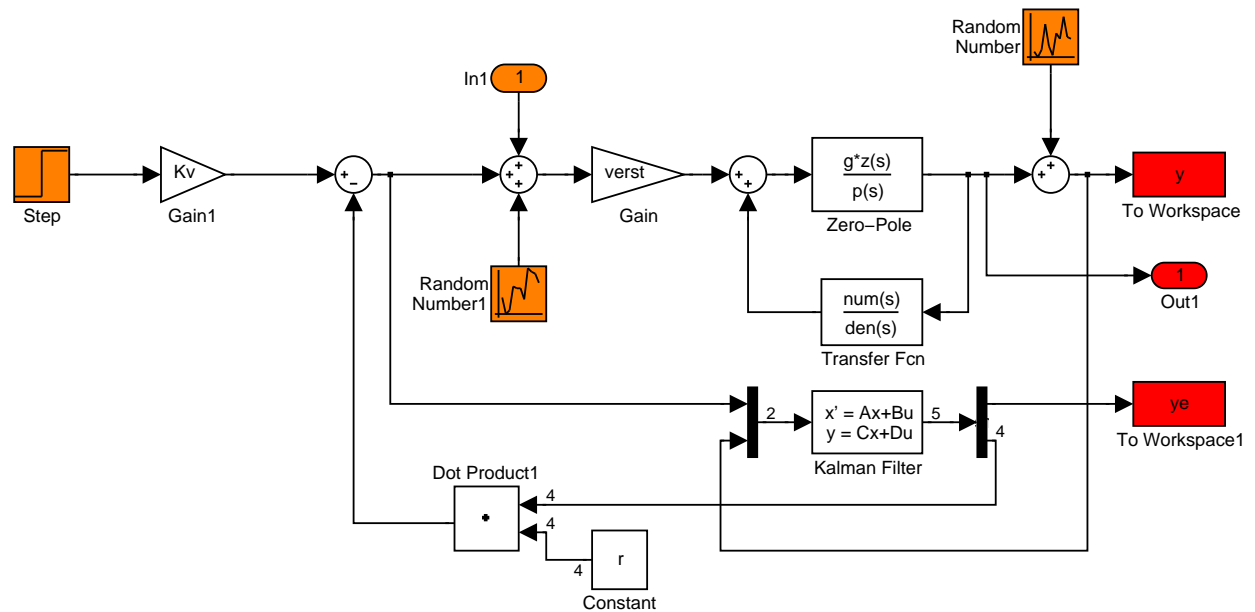 Random
Number
In1
1
+
+
+
Step
Kv
Gain1
+
−
verst
Gain
+
+
g*z(s)
p(s)
Zero−Pole
+
+
y
To Workspace
Random
Number1
num(s)
den(s)
Transfer Fcn
1
Out1
2
x' = Ax+Bu
y = Cx+Du
Kalman Filter
5
4
ye
To Workspace1
Dot Product1
4
4
4
r
Constant